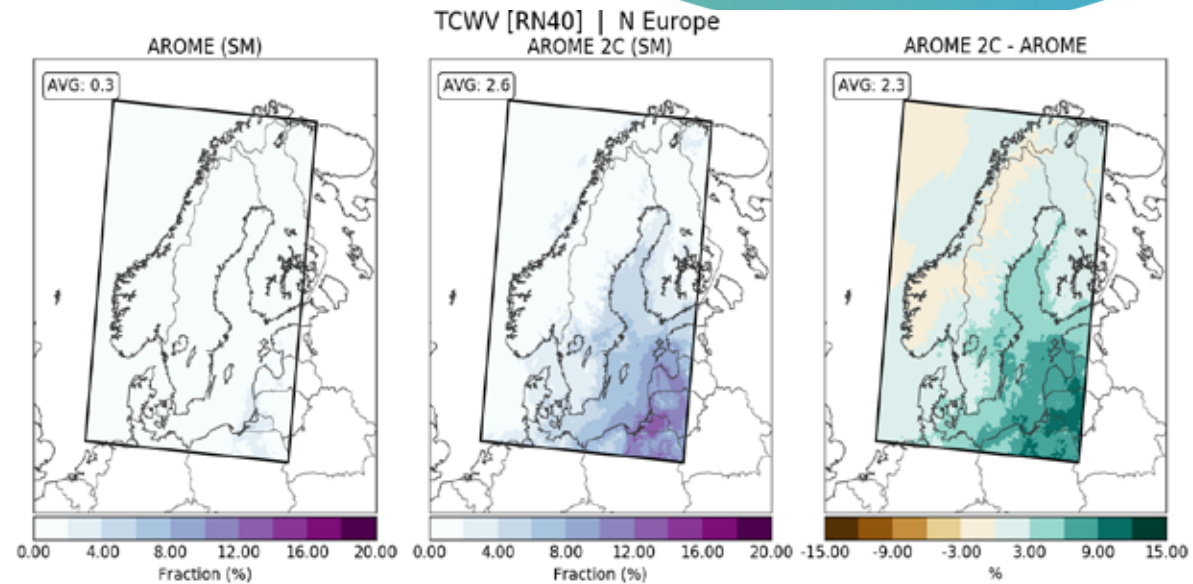 TCWV [RN40] | N Europe
AROME (SM)
AROME 2C (SM)
AROME 2C - AROME
AVG: 0.3
AVG: 2.6
AVG: 2.3
0.00 4.00 8.00 12.00 16.00 20.00
0.00 4.00 8.00 12.00 16.00 20.00
-15.00 -9.00 -3.00 3.00 9.00 15.00
Fraction (%)
Fraction (%)
%